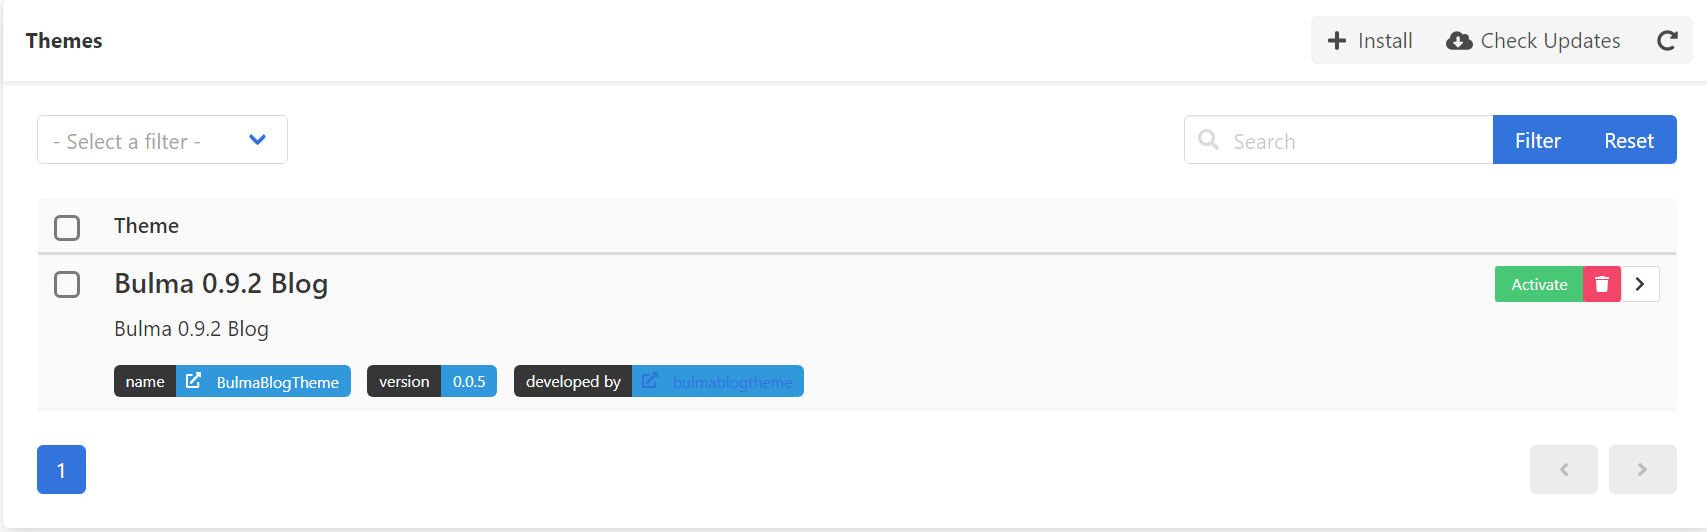 Themes Install Check Updates
- Select a filter - Search Filter Reset
Theme
Bulma 0.9.2 Blog Activate
Bulma 0.9.2 Blog
name BulmaBlogTheme version 0.0.5 developed by bulmablogtheme
1